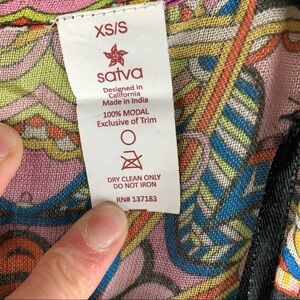 XS/S
satva
Designed in
California
Made in India
100% MODAL
Exclusive of Trim
DRY CLEAN ONLY
DO NOT IRON
RN# 137183